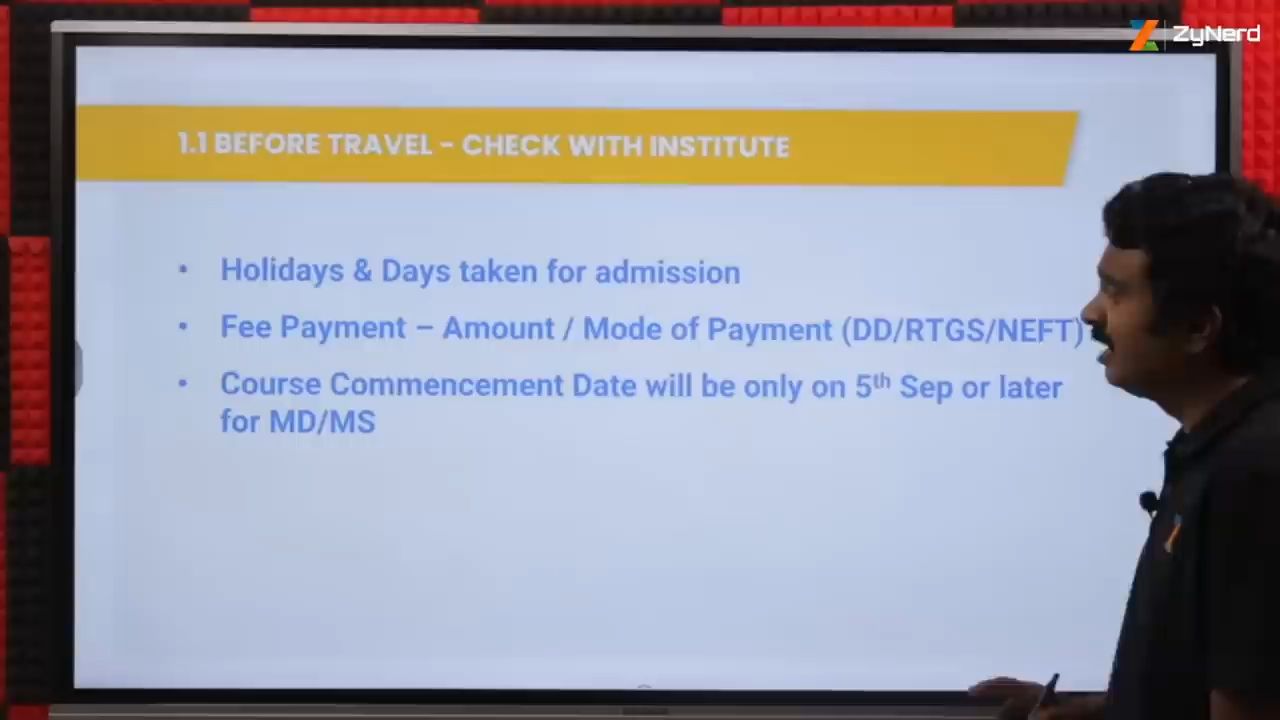 ZyNerd
1.1 BEFORE TRAVEL - CHECK WITH INSTITUTE
• Holidays & Days taken for admission
• Fee Payment – Amount / Mode of Payment (DD/RTGS/NEFT)
• Course Commencement Date will be only on 5th Sep or later
for MD/MS